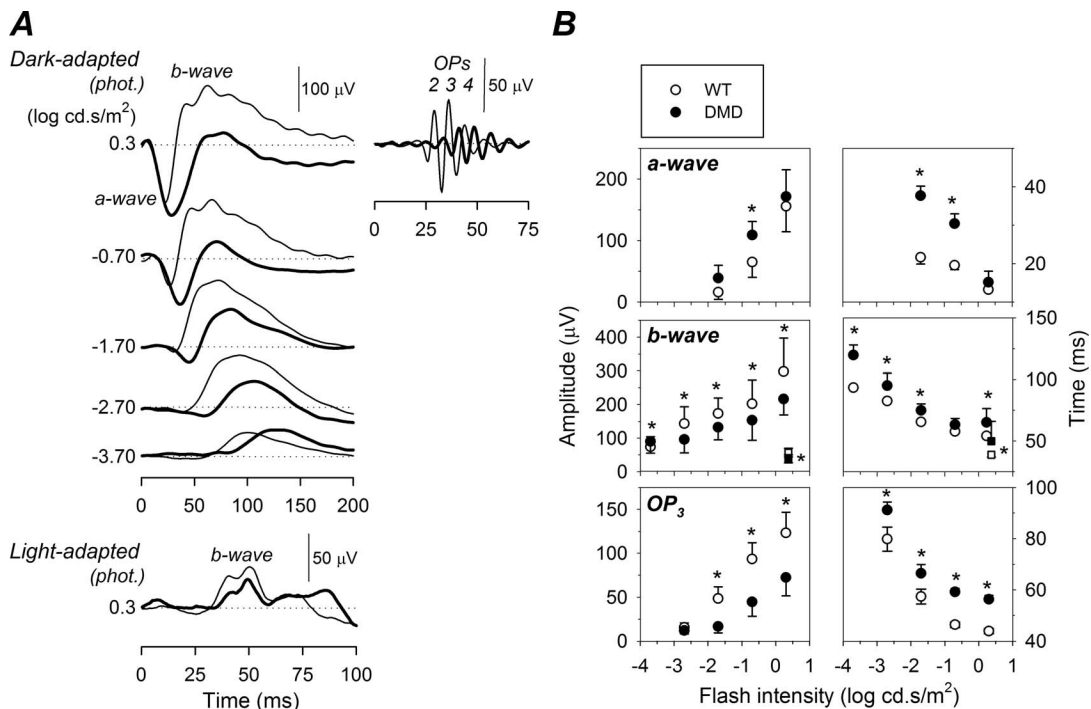 A
Dark-adapted
(phot.)
(log cd.s/m²)
b-wave
100 µV
OPs
2 3 4
50 µV
0.3
a-wave
0 25 50 75
-0.70
-1.70
-2.70
-3.70
0 50 100 150 200
Light-adapted
(phot.)
b-wave
50 µV
0.3
0 25 50 75 100
Time (ms)
B
WT
DMD
a-wave
200
100
0
* 
* *
40
20
b-wave
400
300
200
100
0
* * * * *
*
* * * *
*
150
100
50
Amplitude (µV)
Time (ms)
OP₃
150
100
50
0
* * *
* * * *
100
80
60
40
-4 -3 -2 -1 0 1
-4 -3 -2 -1 0 1
Flash intensity (log cd.s/m²)